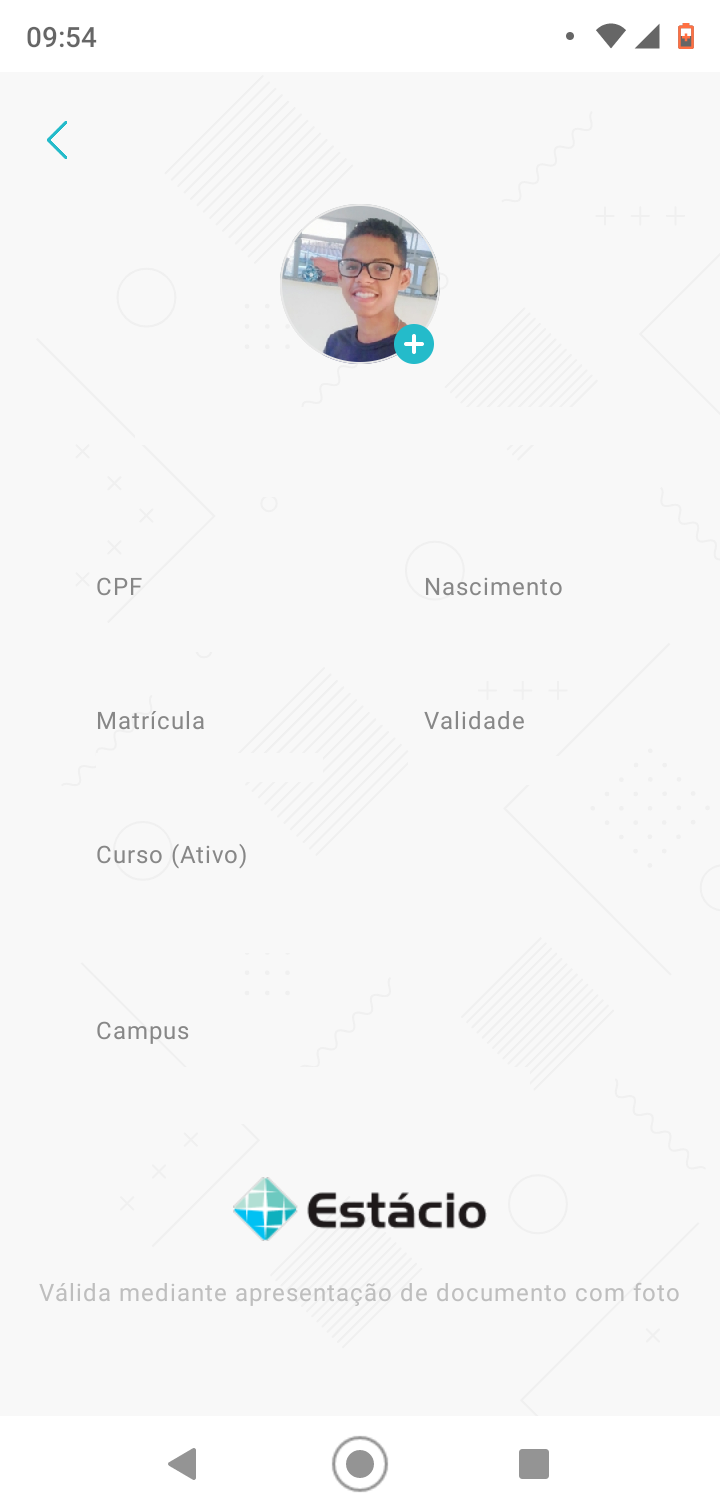 09:54
CPF
Nascimento
Matrícula
Validade
Curso (Ativo)
Campus
Estácio
Válida mediante apresentação de documento com foto